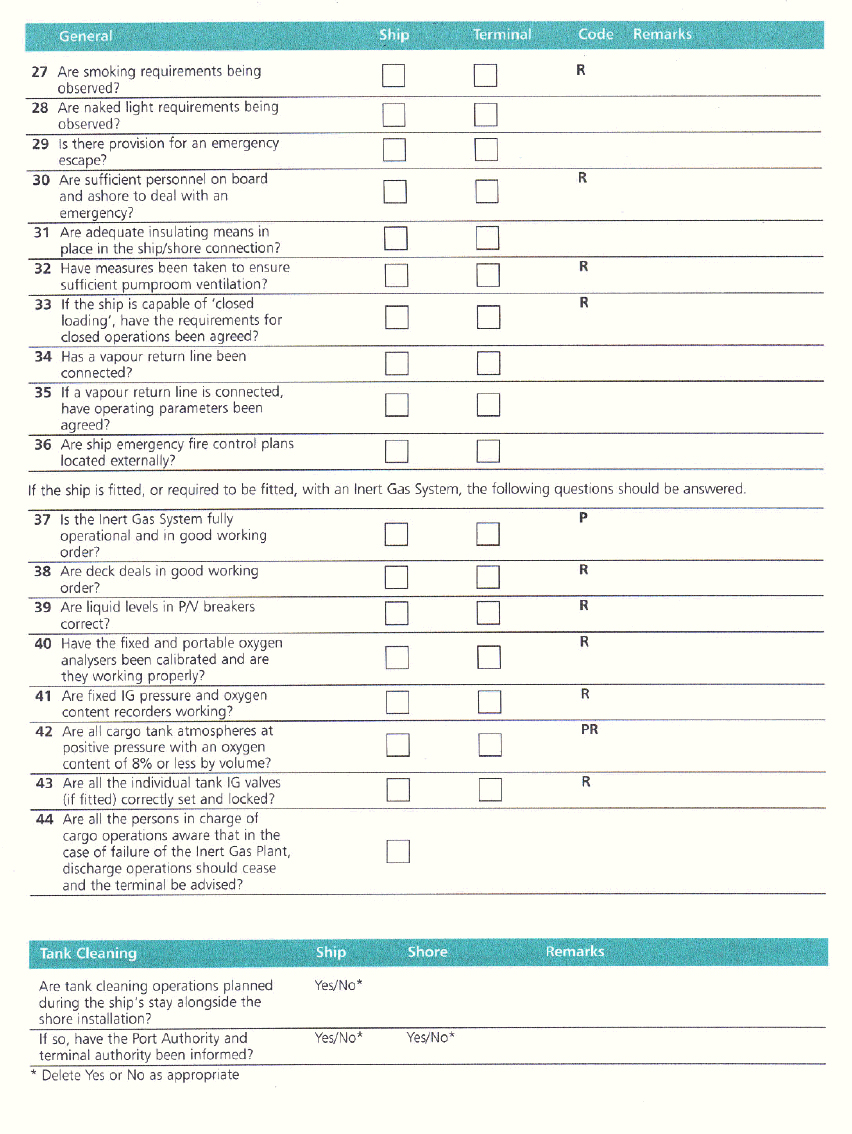 General Ship Terminal Code Remarks
27 Are smoking requirements being R
observed?
28 Are naked light requirements being
observed?
29 Is there provision for an emergency
escape?
30 Are sufficient personnel on board R
and ashore to deal with an
emergency?
31 Are adequate insulating means in
place in the ship/shore connection?
32 Have measures been taken to ensure R
sufficient pumproom ventilation?
33 If the ship is capable of ‘closed R
loading’, have the requirements for
closed operations been agreed?
34 Has a vapour return line been
connected?
35 If a vapour return line is connected,
have operating parameters been
agreed?
36 Are ship emergency fire control plans
located externally?
If the ship is fitted, or required to be fitted, with an Inert Gas System, the following questions should be answered.
37 Is the Inert Gas System fully P
operational and in good working
order?
38 Are deck deals in good working R
order?
39 Are liquid levels in P/V breakers R
correct?
40 Have the fixed and portable oxygen R
analysers been calibrated and are
they working properly?
41 Are fixed IG pressure and oxygen R
content recorders working?
42 Are all cargo tank atmospheres at PR
positive pressure with an oxygen
content of 8% or less by volume?
43 Are all the individual tank IG valves R
(if fitted) correctly set and locked?
44 Are all the persons in charge of
cargo operations aware that in the
case of failure of the Inert Gas Plant,
discharge operations should cease
and the terminal be advised?
Tank Cleaning Ship Shore Remarks
Are tank cleaning operations planned Yes/No*
during the ship's stay alongside the
shore installation?
If so, have the Port Authority and Yes/No* Yes/No*
terminal authority been informed?
* Delete Yes or No as appropriate